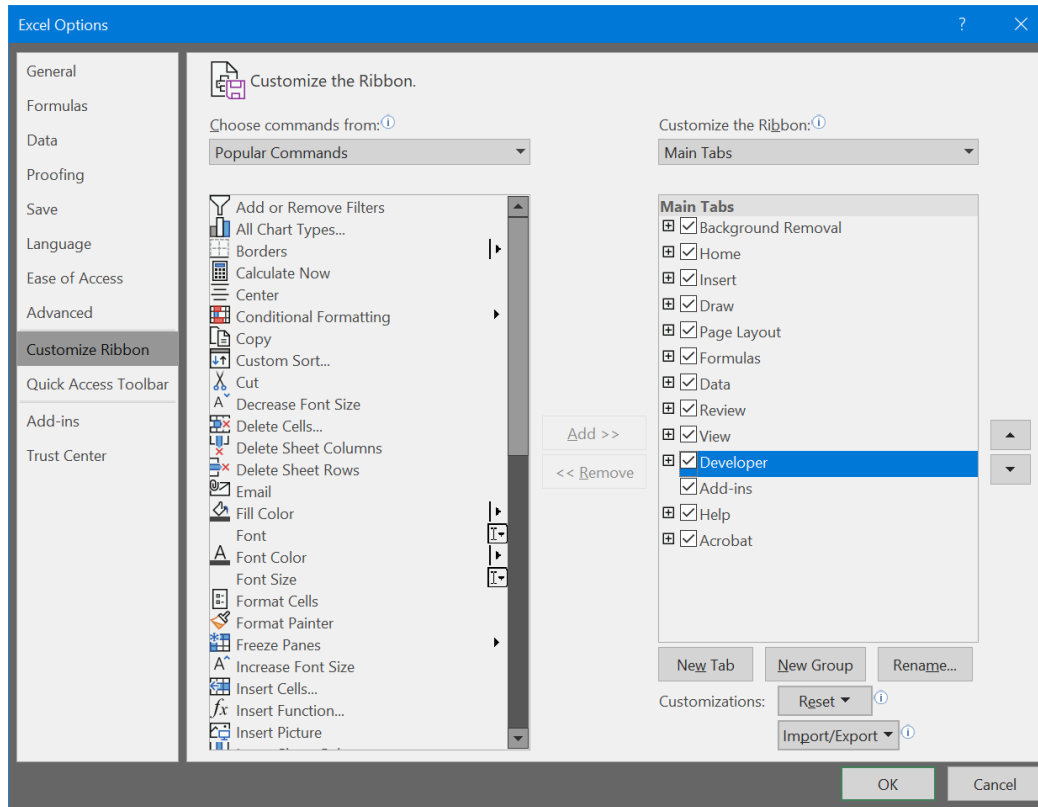 Excel Options
General
Formulas
Data
Proofing
Save
Language
Ease of Access
Advanced
Customize Ribbon
Quick Access Toolbar
Add-ins
Trust Center
Customize the Ribbon.
Choose commands from:
Popular Commands
Add or Remove Filters
All Chart Types...
Borders
Calculate Now
Center
Conditional Formatting
Copy
Custom Sort...
Cut
Decrease Font Size
Delete Cells...
Delete Sheet Columns
Delete Sheet Rows
Email
Fill Color
Font
Font Color
Font Size
Format Cells
Format Painter
Freeze Panes
Increase Font Size
Insert Cells...
Insert Function...
Insert Picture
Add >>
<< Remove
Customize the Ribbon:
Main Tabs
Main Tabs
Background Removal
Home
Insert
Draw
Page Layout
Formulas
Data
Review
View
Developer
Add-ins
Help
Acrobat
New Tab
New Group
Rename...
Customizations:
Reset
Import/Export
OK
Cancel